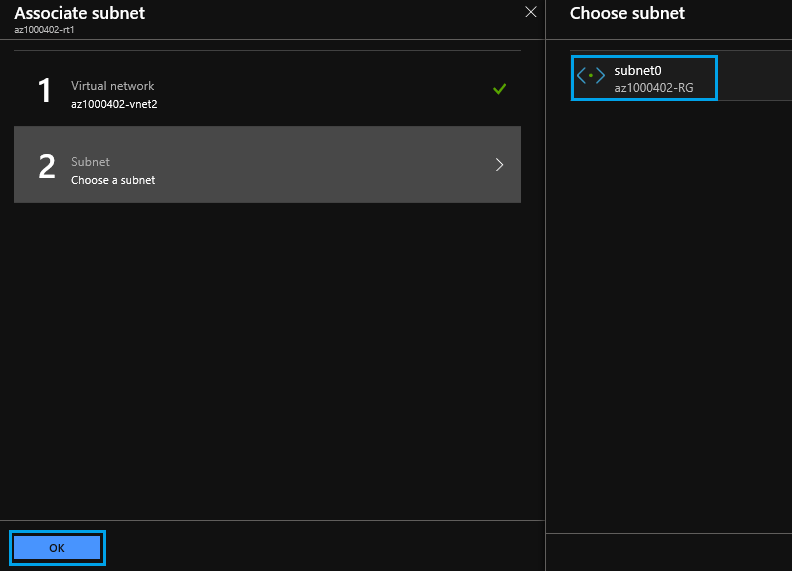 Associate subnet
az1000402-rt1
1
Virtual network
az1000402-vnet2
2
Subnet
Choose a subnet
OK
Choose subnet
subnet0
az1000402-RG